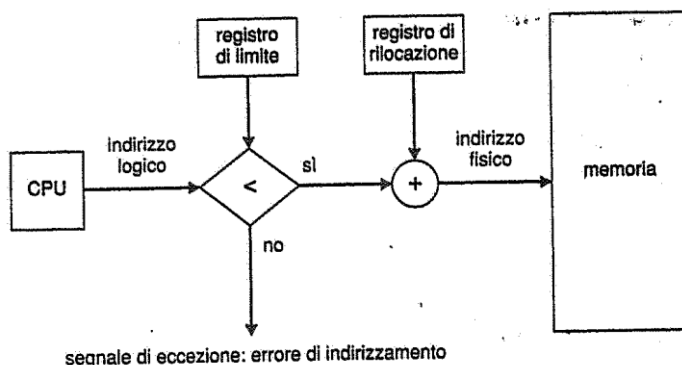 registro
di limite
registro di
rilocazione
indirizzo
logico
indirizzo
fisico
CPU
<
sì
+
memoria
no
segnale di eccezione: errore di indirizzamento